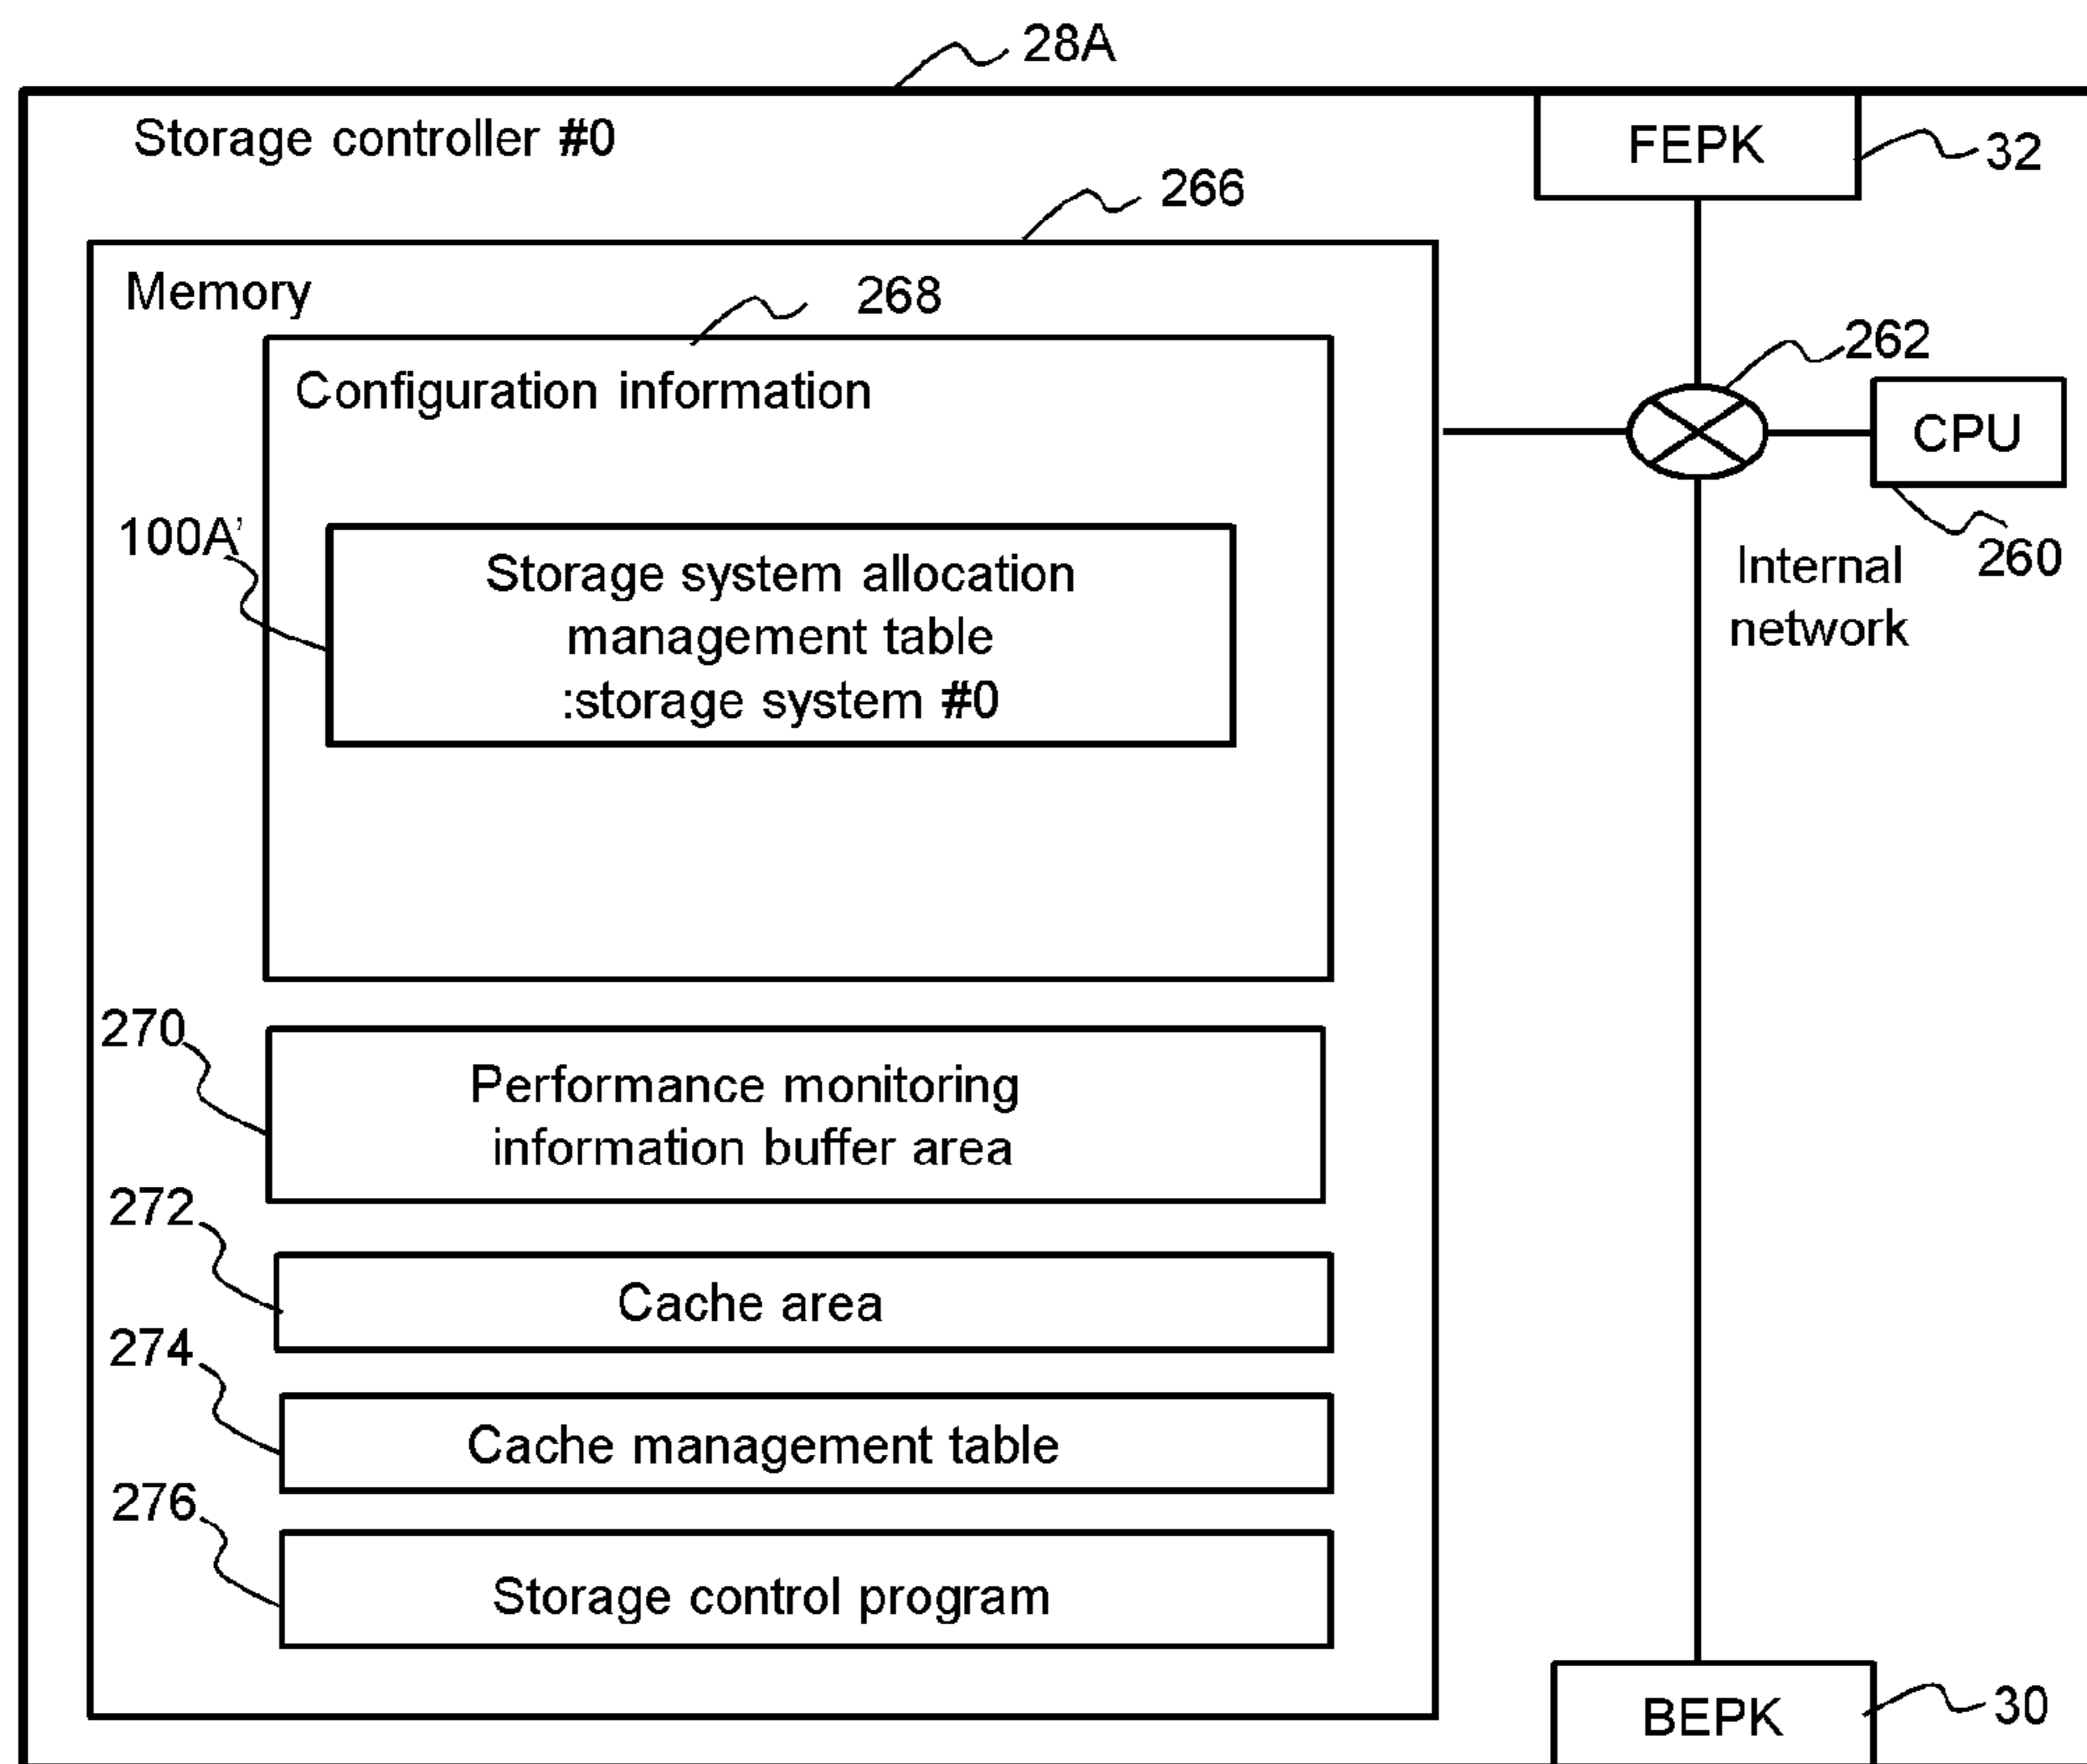 28A
Storage controller #0
FEPK
32
266
Memory
268
Configuration information
262
CPU
260
Internal
network
100A'
Storage system allocation
management table
:storage system #0
270
Performance monitoring
information buffer area
272
Cache area
274
Cache management table
276
Storage control program
BEPK
30